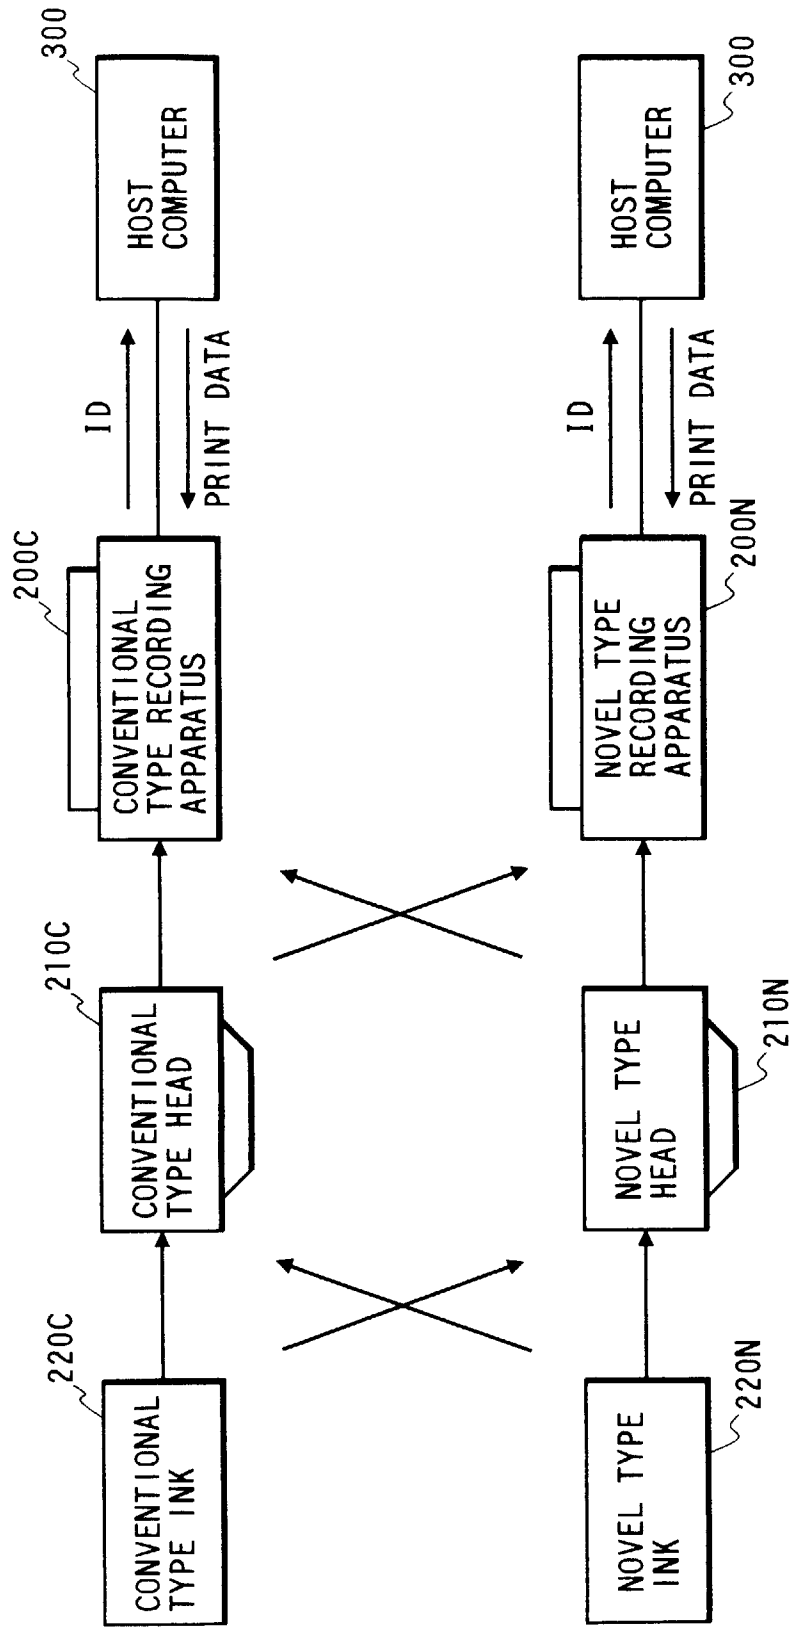 220C
CONVENTIONAL
TYPE INK
210C
CONVENTIONAL
TYPE HEAD
200C
CONVENTIONAL
TYPE RECORDING
APPARATUS
ID
PRINT DATA
300
HOST
COMPUTER
NOVEL TYPE
INK
220N
NOVEL TYPE
HEAD
210N
NOVEL TYPE
RECORDING
APPARATUS
200N
ID
PRINT DATA
HOST
COMPUTER
300